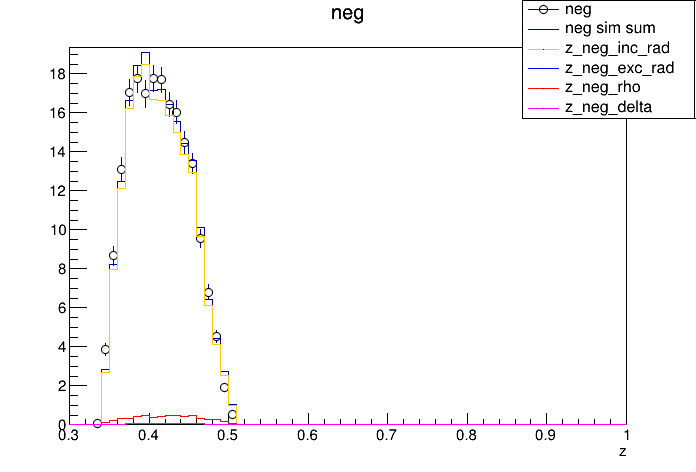 neg
neg
neg sim sum
z_neg_inc_rad
z_neg_exc_rad
z_neg_rho
z_neg_delta
18
16
14
12
10
8
6
4
2
0
0.3 0.4 0.5 0.6 0.7 0.8 0.9 1
z